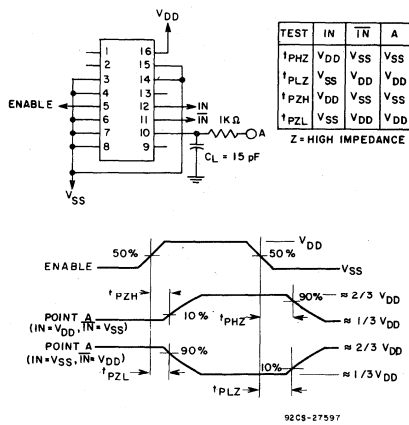 VDD
1 16
2 15
3 14
4 13
ENABLE 5 12 IN
6 11 IN
7 10 1KΩ A
8 9
CL = 15 pF
VSS
TEST IN IN A
tPHZ VDD VSS VSS
tPLZ VSS VDD VDD
tPZH VDD VSS VSS
tPZL VSS VDD VDD
Z = HIGH IMPEDANCE
ENABLE 50% 50% VDD
VSS
tPZH 10% tPHZ 90% ≈ 2/3 VDD
POINT A
(IN = VDD, IN = VSS)
≈ 1/3 VDD
POINT A
(IN = VSS, IN = VDD)
90% 10% ≈ 2/3 VDD
tPZL tPLZ ≈ 1/3 VDD
92CS-27597